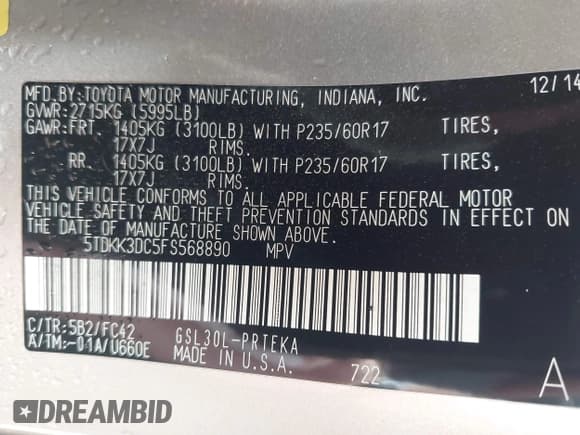 MFD.BY:TOYOTA MOTOR MANUFACTURING, INDIANA, INC. 12/14
GVWR:2715KG (5995LB)
GAWR:FRT. 1405KG (3100LB) WITH P235/60R17 TIRES,
17X7J RIMS.
RR. 1405KG (3100LB) WITH P235/60R17 TIRES,
17X7J RIMS.
THIS VEHICLE CONFORMS TO ALL APPLICABLE FEDERAL MOTOR
VEHICLE SAFETY AND THEFT PREVENTION STANDARDS IN EFFECT ON
THE DATE OF MANUFACTURE SHOWN ABOVE.
5TDKK3DC5FS568890 MPV
C/TR:5B2/FC42 GSL30L-PRTEKA
A/TM:-01A/U660E MADE IN U.S.A. 722 A
DREAMBID